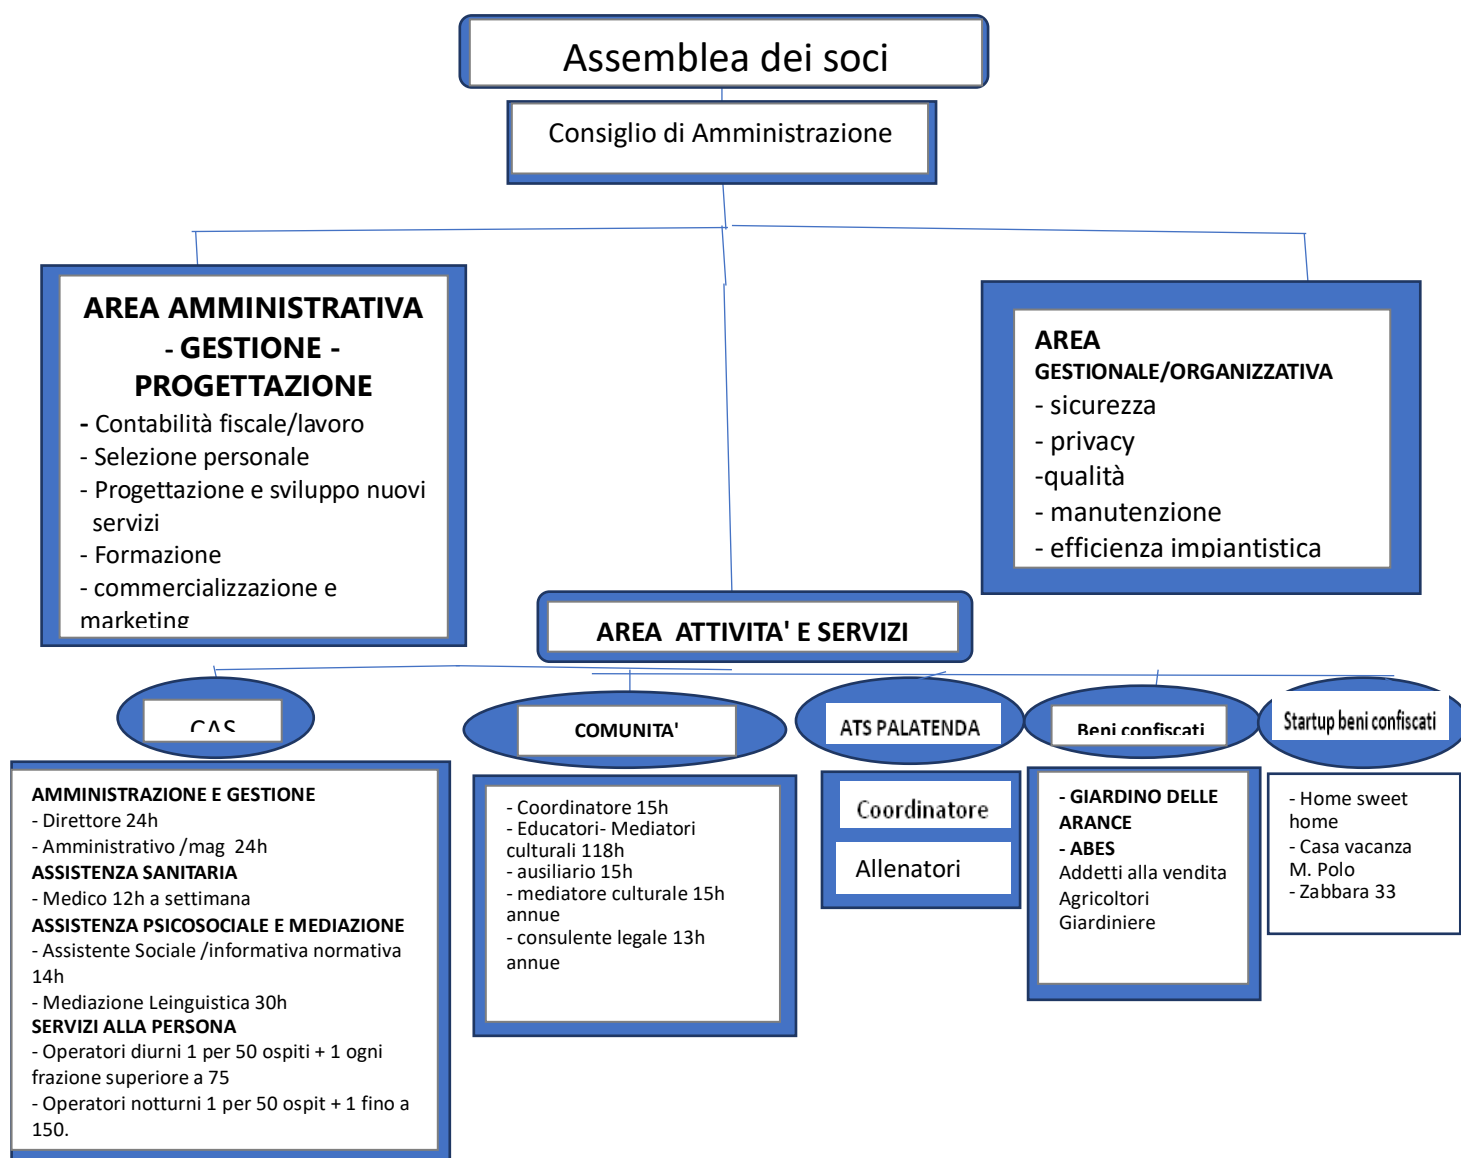 Assemblea dei soci
Consiglio di Amministrazione
AREA AMMINISTRATIVA
- GESTIONE -
PROGETTAZIONE
- Contabilità fiscale/lavoro
- Selezione personale
- Progettazione e sviluppo nuovi
servizi
- Formazione
- commercializzazione e
marketing
AREA
GESTIONALE/ORGANIZZATIVA
- sicurezza
- privacy
-qualità
- manutenzione
- efficienza impiantistica
AREA  ATTIVITA' E SERVIZI
CAS
COMUNITA'
ATS PALATENDA
Beni confiscati
Startup beni confiscati
AMMINISTRAZIONE E GESTIONE
- Direttore 24h
- Amministrativo /mag  24h
ASSISTENZA SANITARIA
- Medico 12h a settimana
ASSISTENZA PSICOSOCIALE E MEDIAZIONE
- Assistente Sociale /informativa normativa
14h
- Mediazione Leinguistica 30h
SERVIZI ALLA PERSONA
- Operatori diurni 1 per 50 ospiti + 1 ogni
frazione superiore a 75
- Operatori notturni 1 per 50 ospit + 1 fino a
150.
- Coordinatore 15h
- Educatori- Mediatori
culturali 118h
- ausiliario 15h
- mediatore culturale 15h
annue
- consulente legale 13h
annue
Coordinatore
Allenatori
- GIARDINO DELLE
ARANCE
- ABES
Addetti alla vendita
Agricoltori
Giardiniere
- Home sweet
home
- Casa vacanza
M. Polo
- Zabbara 33